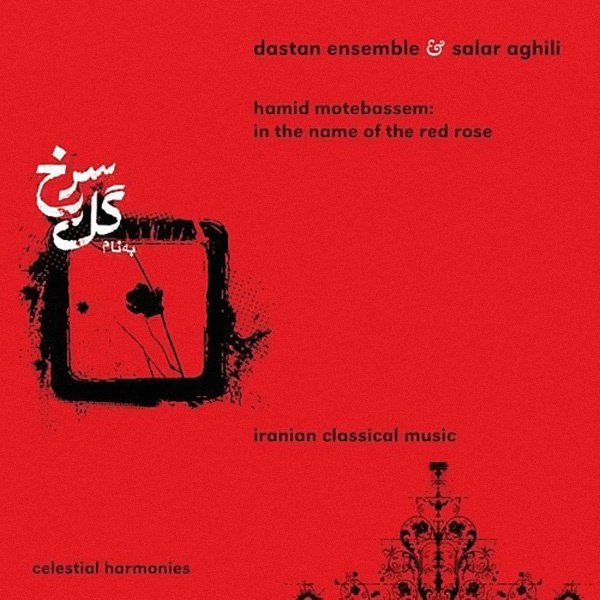 dastan ensemble & salar aghili
hamid motebassem:
in the name of the red rose
سرخ
گل
به نام
iranian classical music
celestial harmonies